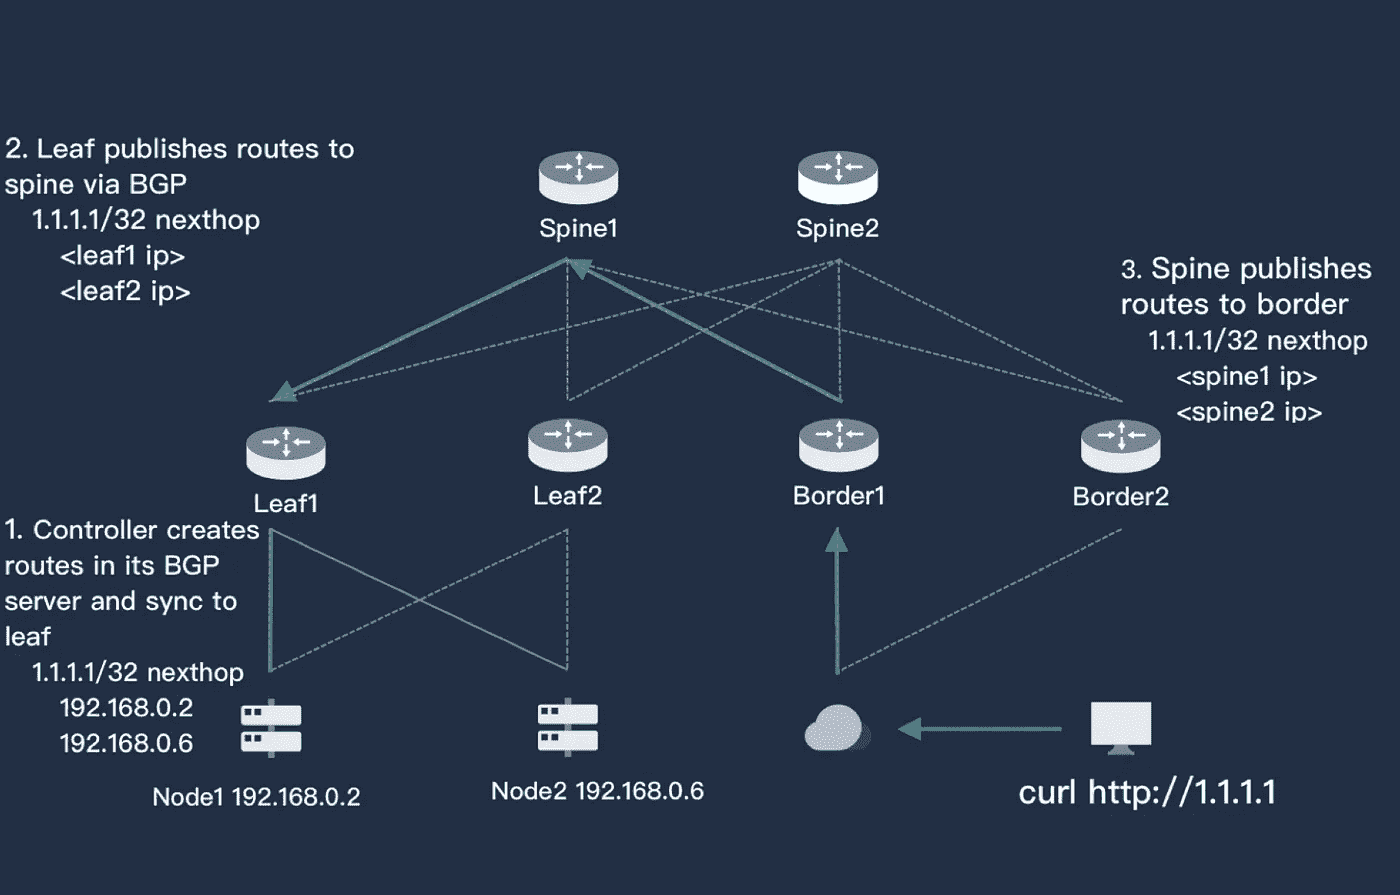 2. Leaf publishes routes to
spine via BGP
1.1.1.1/32 nexthop
<leaf1 ip>
<leaf2 ip>
Spine1
Spine2
3. Spine publishes
routes to border
1.1.1.1/32 nexthop
<spine1 ip>
<spine2 ip>
Leaf1
Leaf2
Border1
Border2
1. Controller creates
routes in its BGP
server and sync to
leaf
1.1.1.1/32 nexthop
192.168.0.2
192.168.0.6
Node1 192.168.0.2
Node2 192.168.0.6
curl http://1.1.1.1